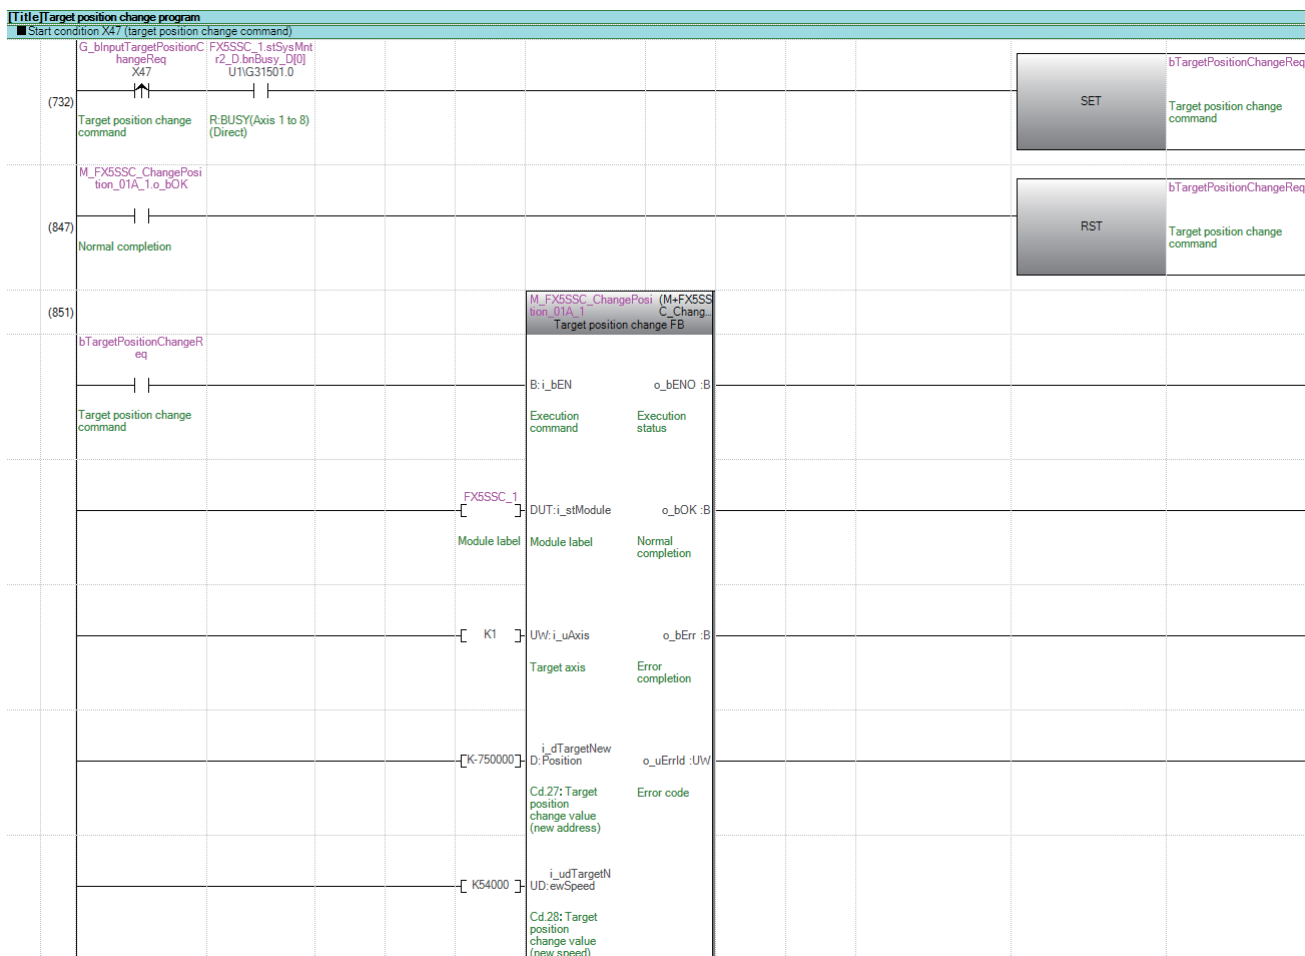 [Title]Target position change program
■Start condition X47 (target position change command)
G_bInputTargetPositionC
hangeReq
X47
FX5SSC_1.stSysMnt
r2_D.bnBusy_D[0]
U1\G31501.0
bTargetPositionChangeReq
(732)
SET
Target position change
command
R:BUSY(Axis 1 to 8)
(Direct)
Target position change
command
M_FX5SSC_ChangePosi
tion_01A_1.o_bOK
bTargetPositionChangeReq
(847)
RST
Normal completion
Target position change
command
(851)
M_FX5SSC_ChangePosi
tion_01A_1
(M+FX5SS
C_Chang...
Target position change FB
bTargetPositionChangeR
eq
B:i_bEN
o_bENO :B
Target position change
command
Execution
command
Execution
status
FX5SSC_1
DUT:i_stModule
o_bOK :B
Module label
Module label
Normal
completion
K1
UW:i_uAxis
o_bErr :B
Target axis
Error
completion
K-750000
i_dTargetNew
D:Position
o_uErrId :UW
Cd.27: Target
position
change value
(new address)
Error code
K54000
i_udTargetN
UD:ewSpeed
Cd.28: Target
position
change value
(new speed)